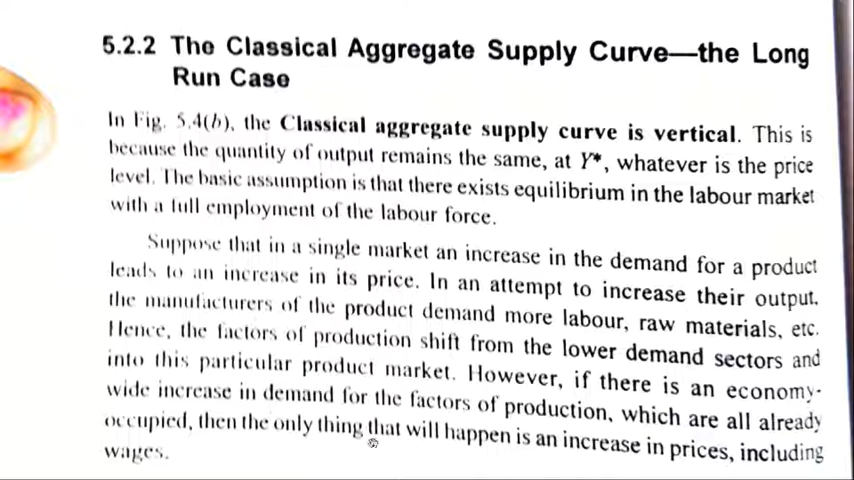 5.2.2 The Classical Aggregate Supply Curve—the Long
Run Case
In Fig. 5.4(b), the Classical aggregate supply curve is vertical. This is
because the quantity of output remains the same, at Y*, whatever is the price
level. The basic assumption is that there exists equilibrium in the labour market
with a full employment of the labour force.
Suppose that in a single market an increase in the demand for a product
leads to an increase in its price. In an attempt to increase their output,
the manufacturers of the product demand more labour, raw materials, etc.
Hence, the factors of production shift from the lower demand sectors and
into this particular product market. However, if there is an economy-
wide increase in demand for the factors of production, which are all already
occupied, then the only thing that will happen is an increase in prices, including
wages.